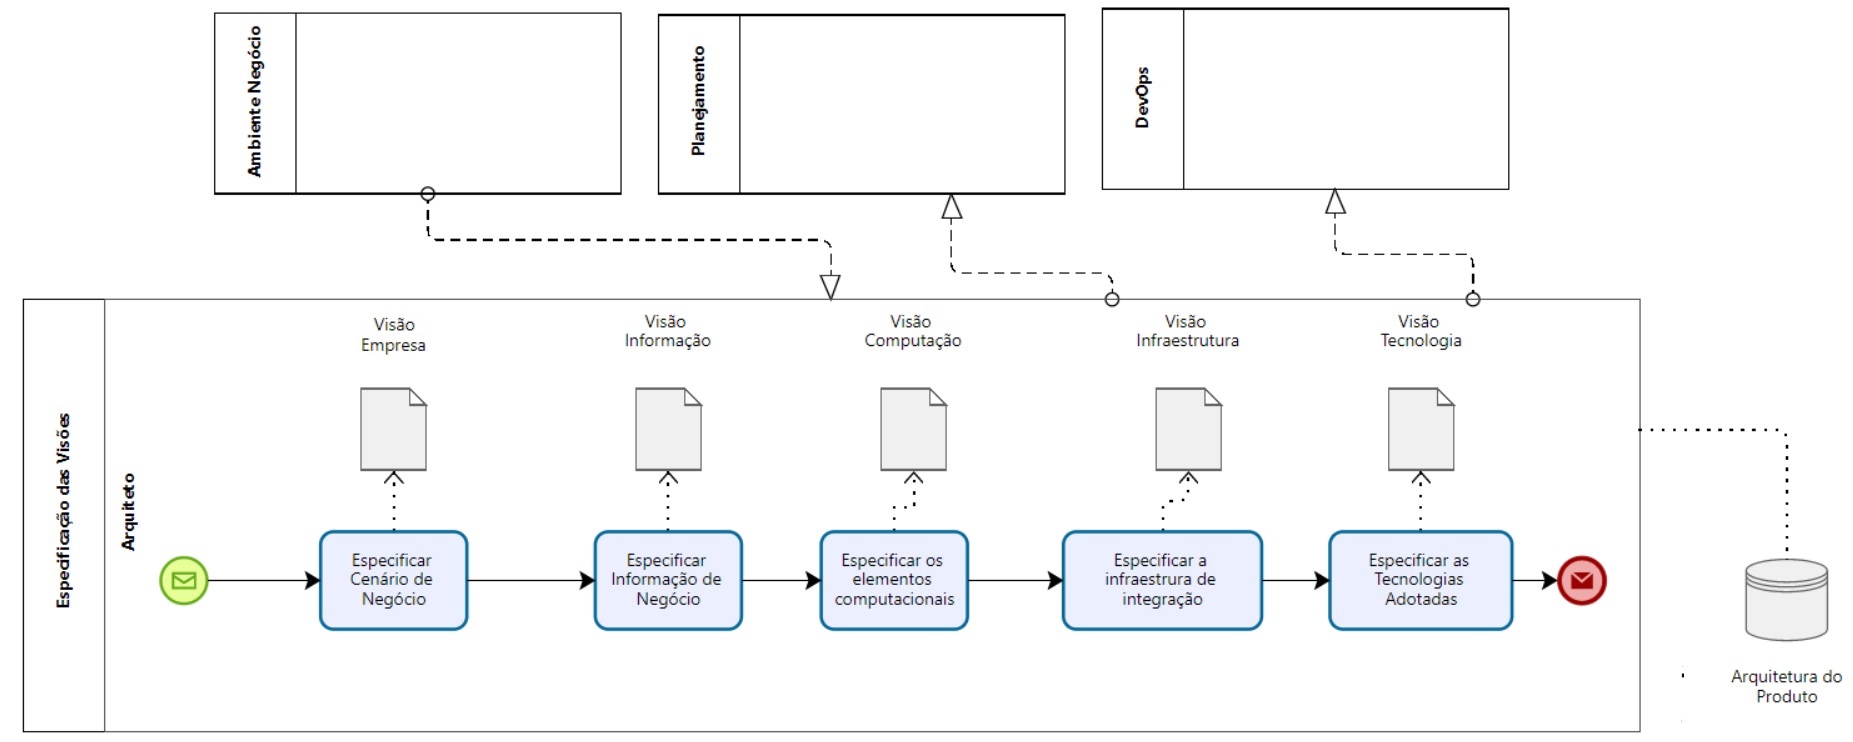 Ambiente Negócio
Planejamento
DevOps
Especificação das Visões
Arquiteto
Visão
Empresa
Visão
Informação
Visão
Computação
Visão
Infraestrutura
Visão
Tecnologia
Especificar
Cenário de
Negócio
Especificar
Informação de
Negócio
Especificar os
elementos
computacionais
Especificar a
infraestrura de
integração
Especificar as
Tecnologias
Adotadas
Arquitetura do
Produto